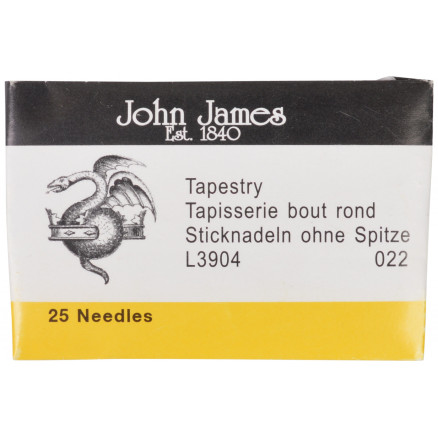 John James
Est. 1840
Tapestry
Tapisserie bout rond
Sticknadeln ohne Spitze
L3904 022
25 Needles